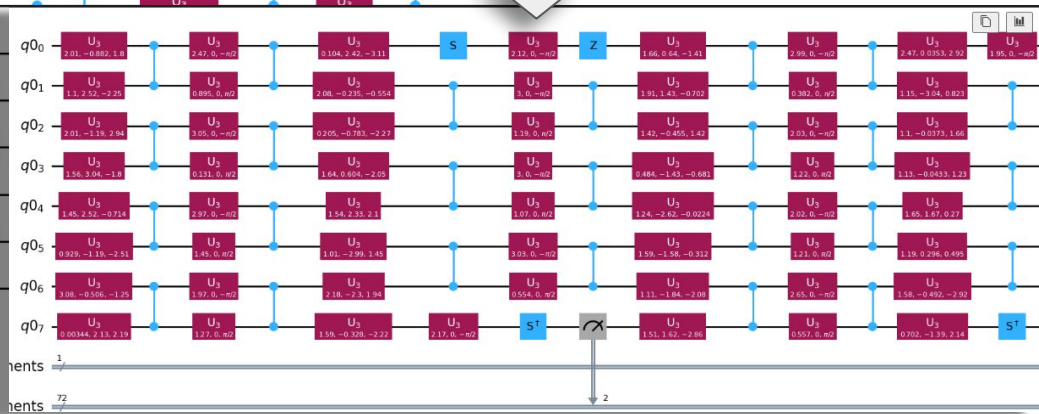 U₃
q0₀ U₃ U₃ U₃ S U₃ Z U₃ U₃ U₃ U₃
2.01, −0.882, 1.8 2.47, 0, −π/2 0.104, 2.42, −3.11 2.12, 0, −π/2 1.66, 0.64, −1.41 2.99, 0, −π/2 2.47, 0.0353, 2.92 1.95, 0, −π/2
q0₁ U₃ U₃ U₃ U₃ U₃ U₃ U₃
1.1, 2.52, −2.25 0.895, 0, π/2 2.08, −0.235, −0.554 3, 0, −π/2 1.91, 1.43, −0.702 0.382, 0, π/2 1.15, −3.04, 0.823
q0₂ U₃ U₃ U₃ U₃ U₃ U₃ U₃
2.01, −1.19, 2.94 3.05, 0, −π/2 0.205, −0.783, −2.27 1.19, 0, π/2 1.42, −0.455, 1.42 2.03, 0, −π/2 1.1, −0.0373, 1.66
q0₃ U₃ U₃ U₃ U₃ U₃ U₃ U₃
1.56, 3.04, −1.8 0.131, 0, π/2 1.64, 0.604, −2.05 3, 0, −π/2 0.484, −1.43, −0.681 1.22, 0, π/2 1.13, −0.0433, 1.23
q0₄ U₃ U₃ U₃ U₃ U₃ U₃ U₃
1.45, 2.52, −0.714 2.97, 0, −π/2 1.54, 2.33, 2.1 1.07, 0, π/2 1.24, −2.62, −0.0224 2.02, 0, −π/2 1.65, 1.67, 0.27
q0₅ U₃ U₃ U₃ U₃ U₃ U₃ U₃
0.929, −1.19, −2.51 1.45, 0, π/2 1.01, −2.99, 1.45 3.03, 0, −π/2 1.59, −1.58, −0.312 1.21, 0, π/2 1.19, 0.296, 0.495
q0₆ U₃ U₃ U₃ U₃ U₃ U₃ U₃
3.08, −0.506, −1.25 1.97, 0, −π/2 2.18, −2.3, 1.94 0.554, 0, π/2 1.11, −1.84, −2.08 2.65, 0, −π/2 1.58, −0.492, −2.92
q0₇ U₃ U₃ U₃ U₃ S† U₃ U₃ U₃ S†
0.00344, 2.13, 2.19 1.27, 0, π/2 1.59, −0.328, −2.22 2.17, 0, −π/2 1.51, 1.62, −2.86 0.557, 0, π/2 0.702, −1.39, 2.14
1
nents
72 2
nents